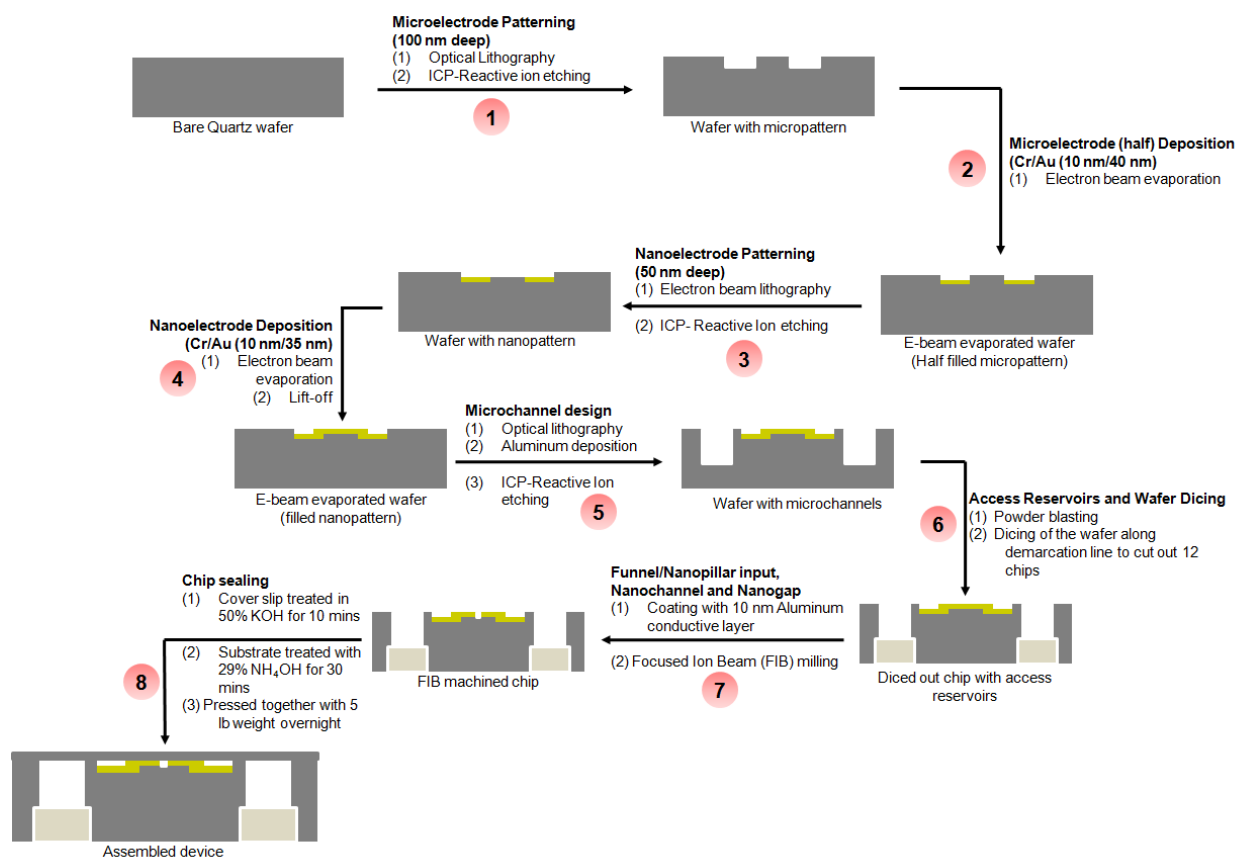 Microelectrode Patterning
(100 nm deep)
(1) Optical Lithography
(2) ICP-Reactive ion etching
1
Bare Quartz wafer
Wafer with micropattern
2
Microelectrode (half) Deposition
(Cr/Au (10 nm/40 nm)
(1) Electron beam evaporation
Nanoelectrode Patterning
(50 nm deep)
(1) Electron beam lithography
(2) ICP- Reactive Ion etching
3
E-beam evaporated wafer
(Half filled micropattern)
Wafer with nanopattern
Nanoelectrode Deposition
(Cr/Au (10 nm/35 nm)
(1) Electron beam
evaporation
(2) Lift-off
4
E-beam evaporated wafer
(filled nanopattern)
Microchannel design
(1) Optical lithography
(2) Aluminum deposition
(3) ICP-Reactive Ion
etching
5
Wafer with microchannels
6
Access Reservoirs and Wafer Dicing
(1) Powder blasting
(2) Dicing of the wafer along
demarcation line to cut out 12
chips
Diced out chip with access
reservoirs
Funnel/Nanopillar input,
Nanochannel and Nanogap
(1) Coating with 10 nm Aluminum
conductive layer
(2) Focused Ion Beam (FIB) milling
7
FIB machined chip
Chip sealing
(1) Cover slip treated in
50% KOH for 10 mins
(2) Substrate treated with
29% NH₄OH for 30
mins
(3) Pressed together with 5
lb weight overnight
8
Assembled device